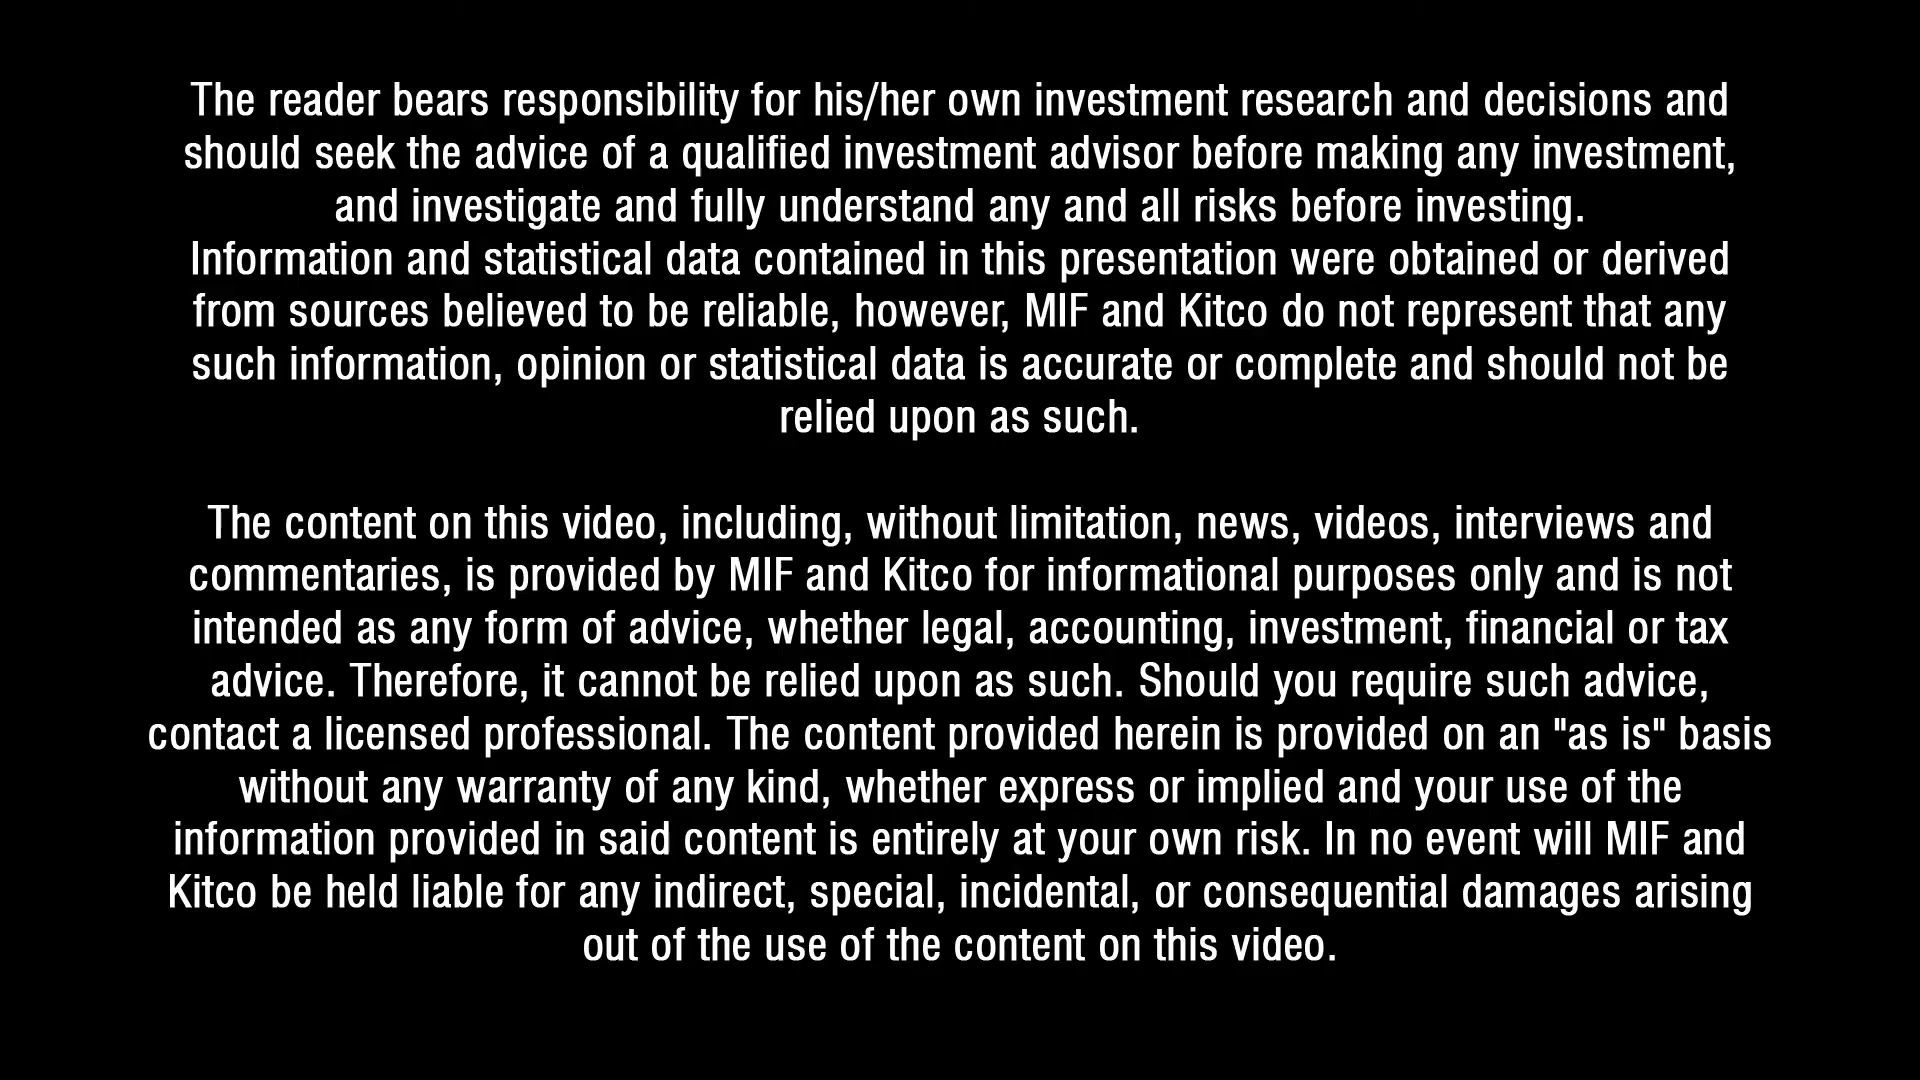 The reader bears responsibility for his/her own investment research and decisions and
should seek the advice of a qualified investment advisor before making any investment,
and investigate and fully understand any and all risks before investing.
Information and statistical data contained in this presentation were obtained or derived
from sources believed to be reliable, however, MIF and Kitco do not represent that any
such information, opinion or statistical data is accurate or complete and should not be
relied upon as such.
The content on this video, including, without limitation, news, videos, interviews and
commentaries, is provided by MIF and Kitco for informational purposes only and is not
intended as any form of advice, whether legal, accounting, investment, financial or tax
advice. Therefore, it cannot be relied upon as such. Should you require such advice,
contact a licensed professional. The content provided herein is provided on an "as is" basis
without any warranty of any kind, whether express or implied and your use of the
information provided in said content is entirely at your own risk. In no event will MIF and
Kitco be held liable for any indirect, special, incidental, or consequential damages arising
out of the use of the content on this video.